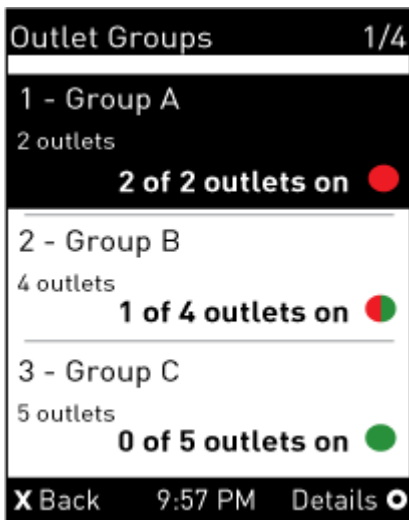 Outlet Groups 1/4
1 - Group A
2 outlets
2 of 2 outlets on
2 - Group B
4 outlets
1 of 4 outlets on
3 - Group C
5 outlets
0 of 5 outlets on
X Back 9:57 PM Details